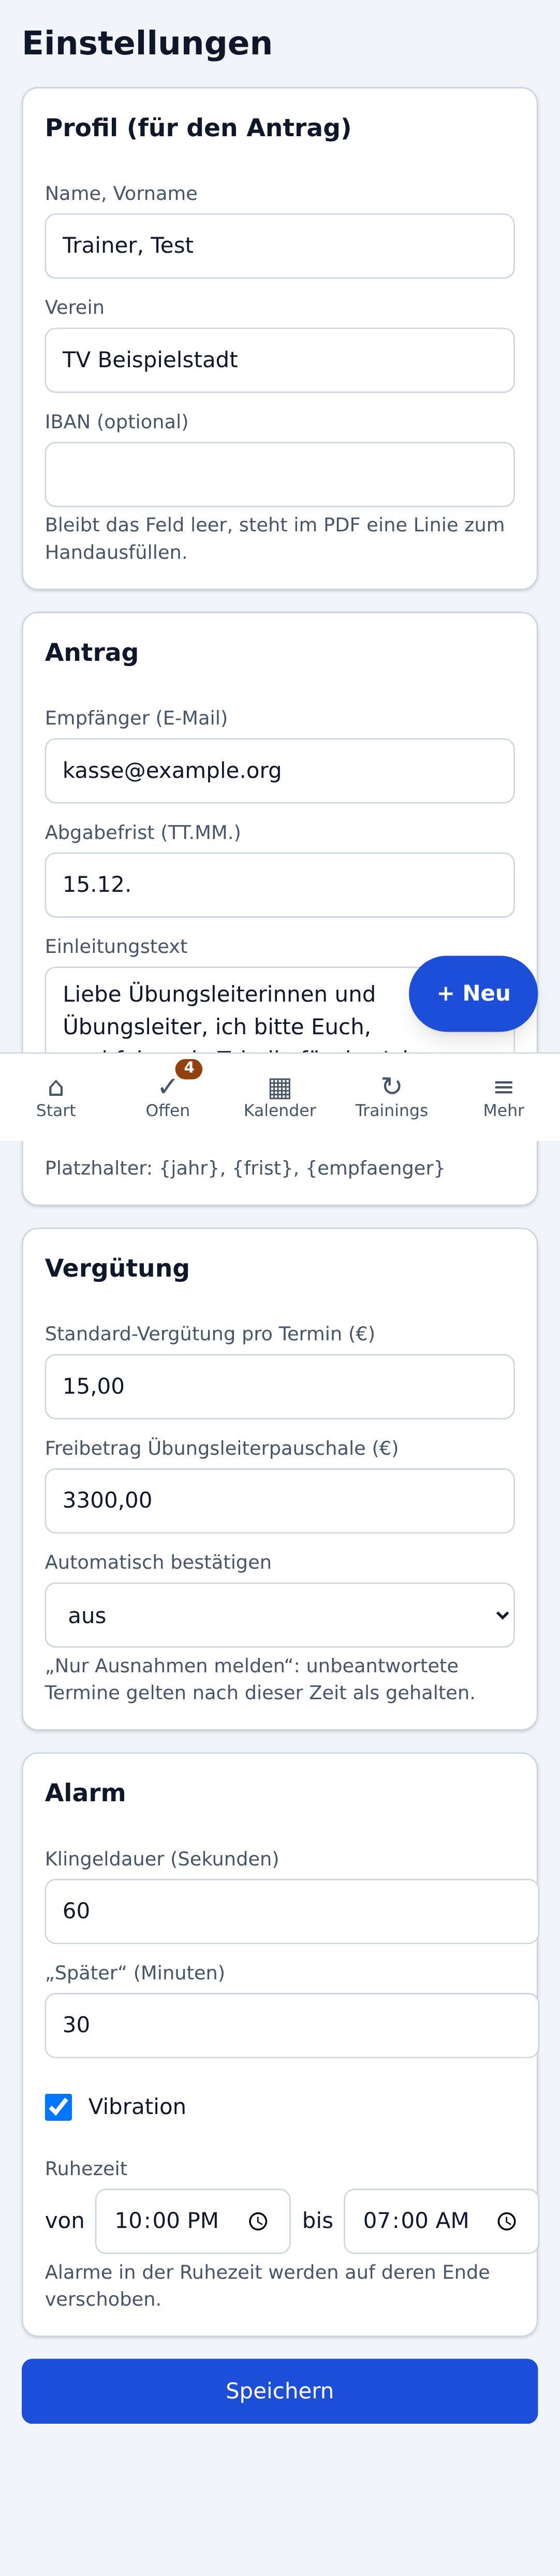 Einstellungen
Profil (für den Antrag)
Name, Vorname
Trainer, Test
Verein
TV Beispielstadt
IBAN (optional)
Bleibt das Feld leer, steht im PDF eine Linie zum
Handausfüllen.
Antrag
Empfänger (E-Mail)
kasse@example.org
Abgabefrist (TT.MM.)
15.12.
Einleitungstext
Liebe Übungsleiterinnen und
+ Neu
Übungsleiter, ich bitte Euch,
4
Start
Offen
Kalender
Trainings
Mehr
Platzhalter: {jahr}, {frist}, {empfaenger}
Vergütung
Standard-Vergütung pro Termin (€)
15,00
Freibetrag Übungsleiterpauschale (€)
3300,00
Automatisch bestätigen
aus
„Nur Ausnahmen melden“: unbeantwortete
Termine gelten nach dieser Zeit als gehalten.
Alarm
Klingeldauer (Sekunden)
60
„Später“ (Minuten)
30
Vibration
Ruhezeit
von 10:00 PM bis 07:00 AM
Alarme in der Ruhezeit werden auf deren Ende
verschoben.
Speichern